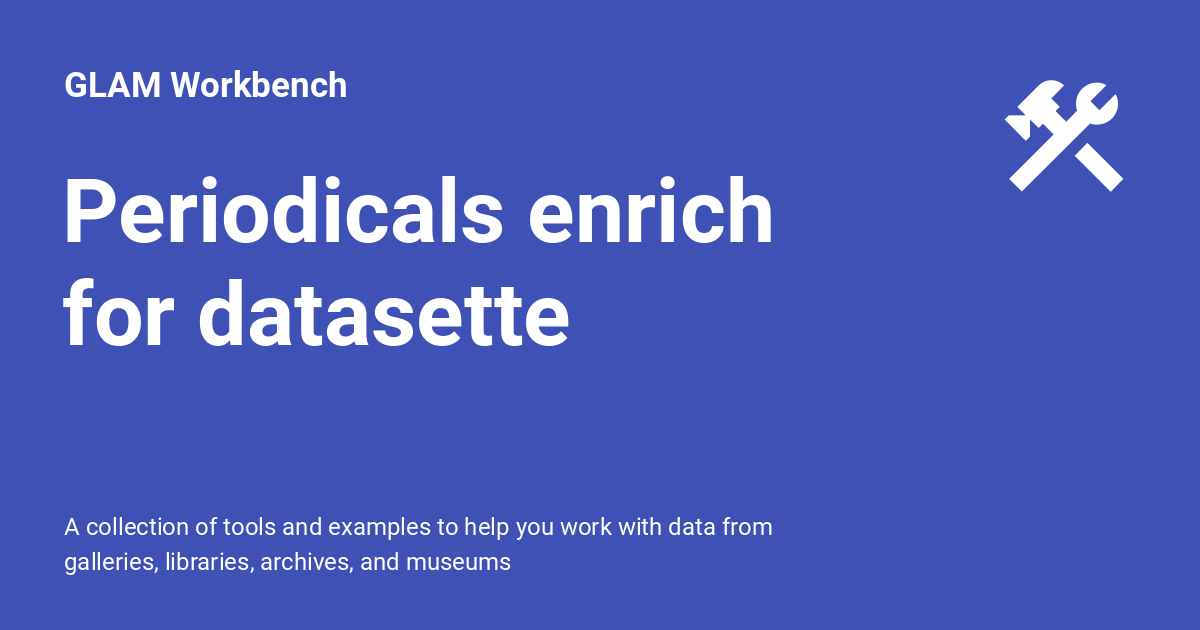 GLAM Workbench
Periodicals enrich
for datasette
A collection of tools and examples to help you work with data from
galleries, libraries, archives, and museums